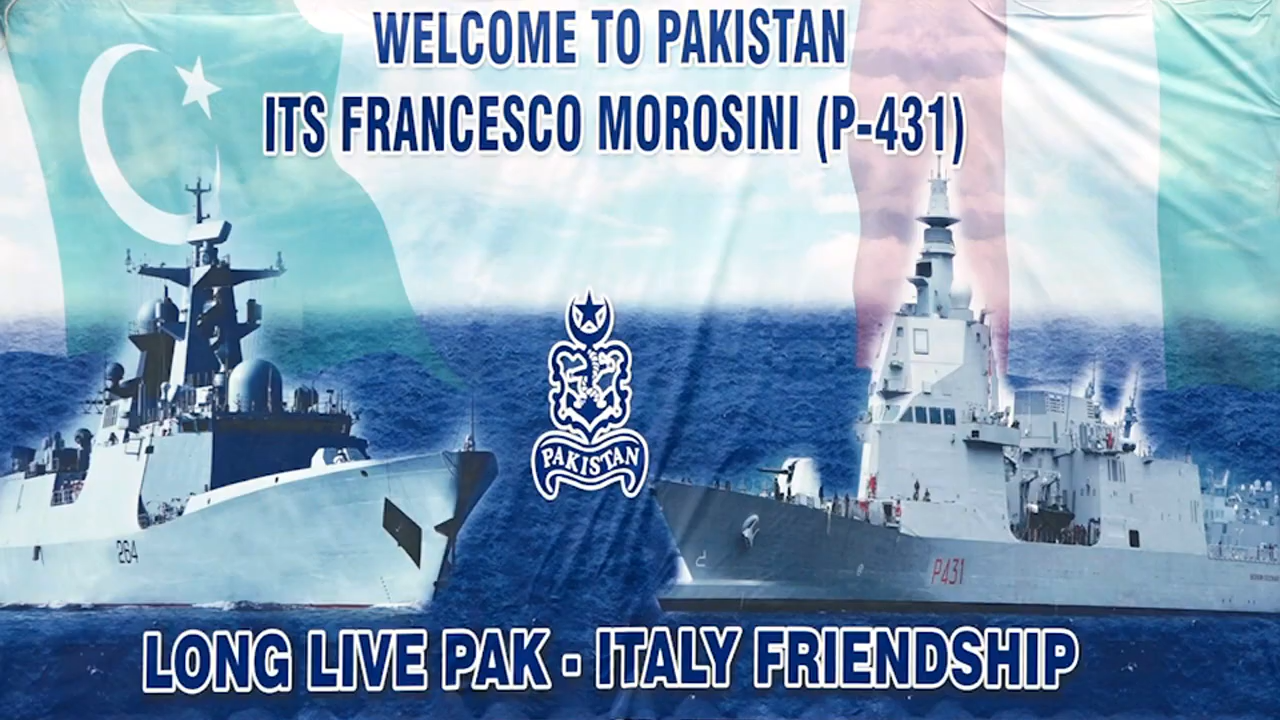 WELCOME TO PAKISTAN
ITS FRANCESCO MOROSINI (P-431)
PAKISTAN
264
P431
LONG LIVE PAK - ITALY FRIENDSHIP